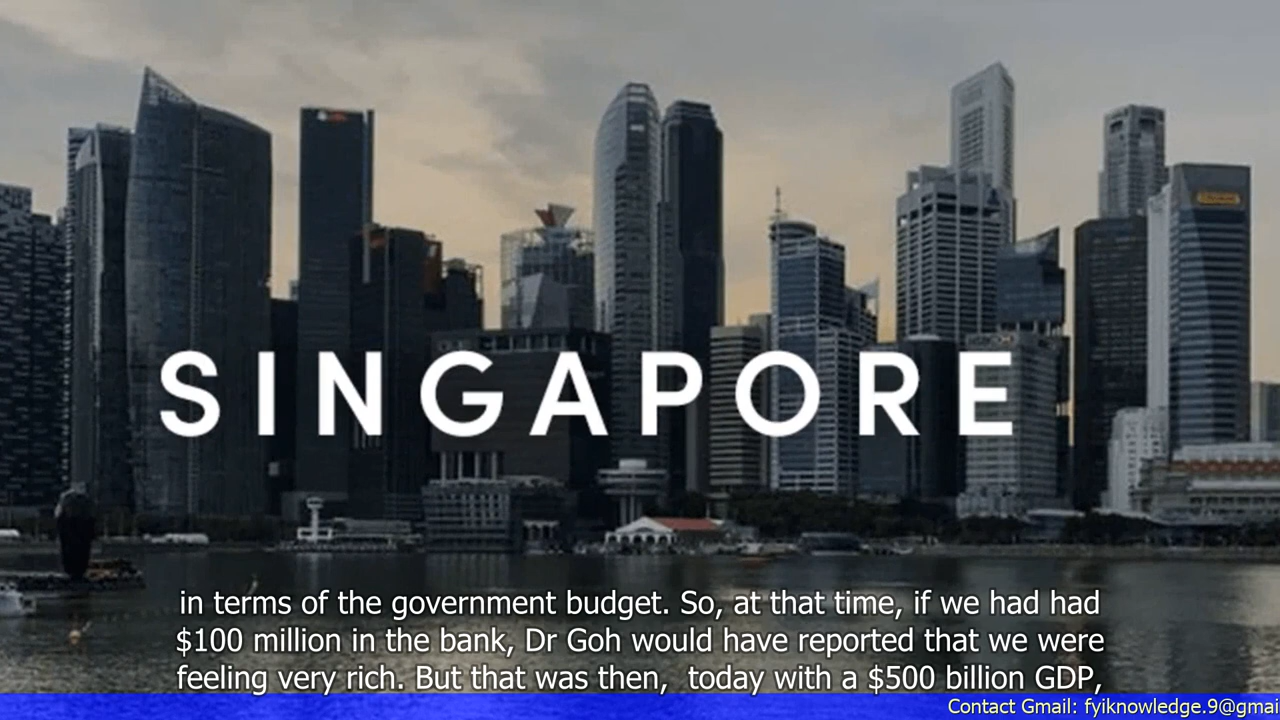 SINGAPORE
in terms of the government budget. So, at that time, if we had had
$100 million in the bank, Dr Goh would have reported that we were
feeling very rich. But that was then, today with a $500 billion GDP,
Contact Gmail: fyiknowledge.9@gmai